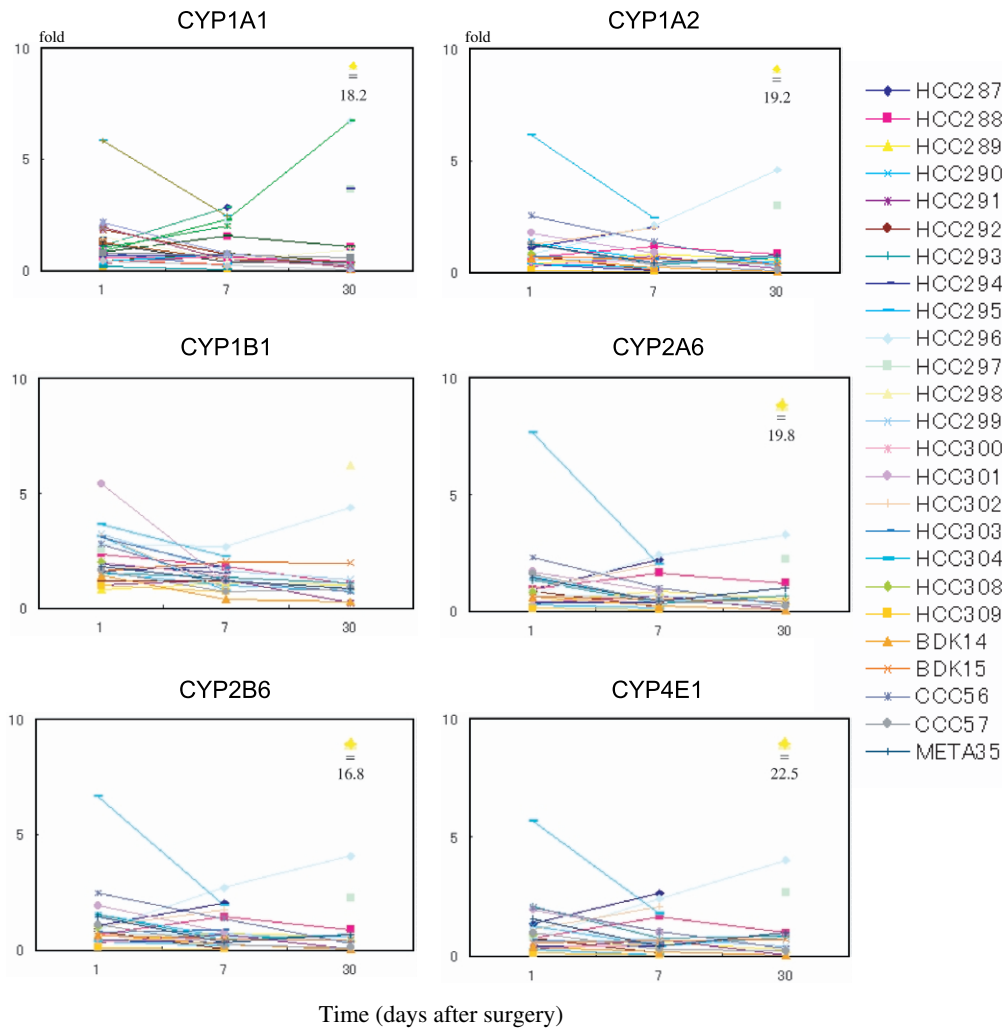 CYP1A1
CYP1A2
fold
fold
10
5
0
1
7
30
=
18.2
10
5
0
1
7
30
=
19.2
CYP1B1
CYP2A6
10
5
0
1
7
30
10
5
0
1
7
30
=
19.8
CYP2B6
CYP4E1
10
5
0
1
7
30
=
16.8
10
5
0
1
7
30
=
22.5
HCC287
HCC288
HCC289
HCC290
HCC291
HCC292
HCC293
HCC294
HCC295
HCC296
HCC297
HCC298
HCC299
HCC300
HCC301
HCC302
HCC303
HCC304
HCC308
HCC309
BDK14
BDK15
CCC56
CCC57
META35
Time (days after surgery)